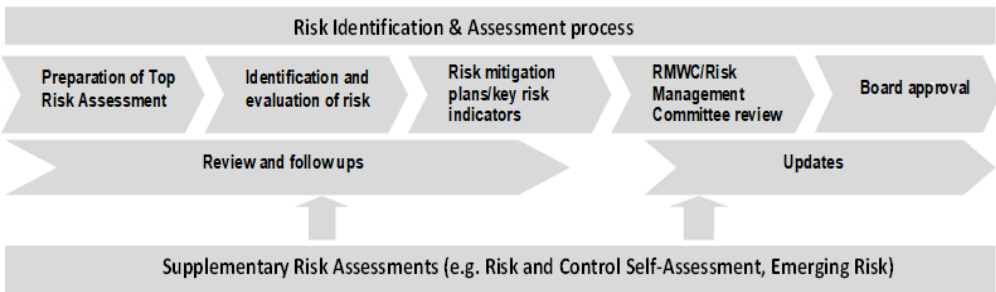 Risk Identification & Assessment process
Preparation of Top
Risk Assessment
Identification and
evaluation of risk
Risk mitigation
plans/key risk
indicators
RMWC/Risk
Management
Committee review
Board approval
Review and follow ups
Updates
Supplementary Risk Assessments (e.g. Risk and Control Self-Assessment, Emerging Risk)